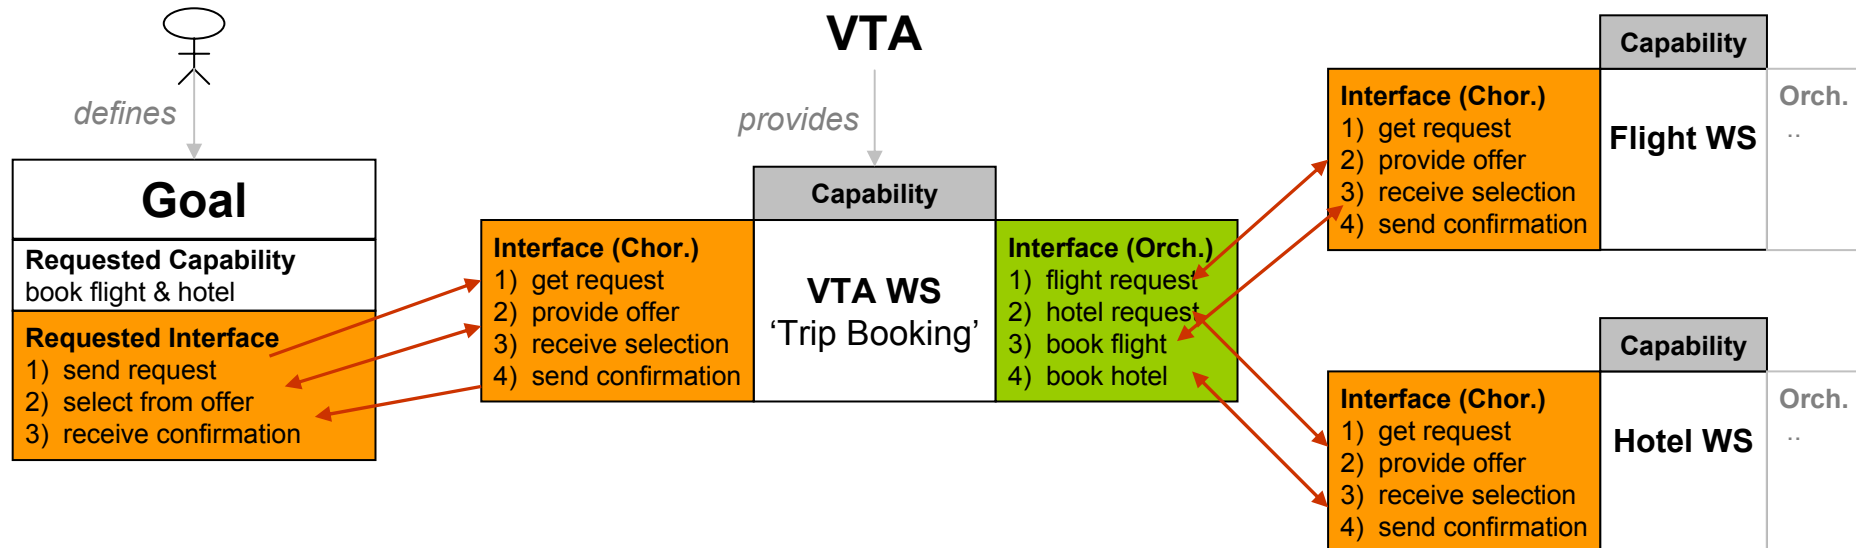 defines
Goal
Requested Capability
book flight & hotel
Requested Interface
1) send request
2) select from offer
3) receive confirmation
VTA
provides
Capability
Interface (Chor.)
1) get request
2) provide offer
3) receive selection
4) send confirmation
VTA WS
‘Trip Booking’
Interface (Orch.)
1) flight request
2) hotel request
3) book flight
4) book hotel
Capability
Interface (Chor.)
1) get request
2) provide offer
3) receive selection
4) send confirmation
Flight WS
Orch.
..
Capability
Interface (Chor.)
1) get request
2) provide offer
3) receive selection
4) send confirmation
Hotel WS
Orch.
..